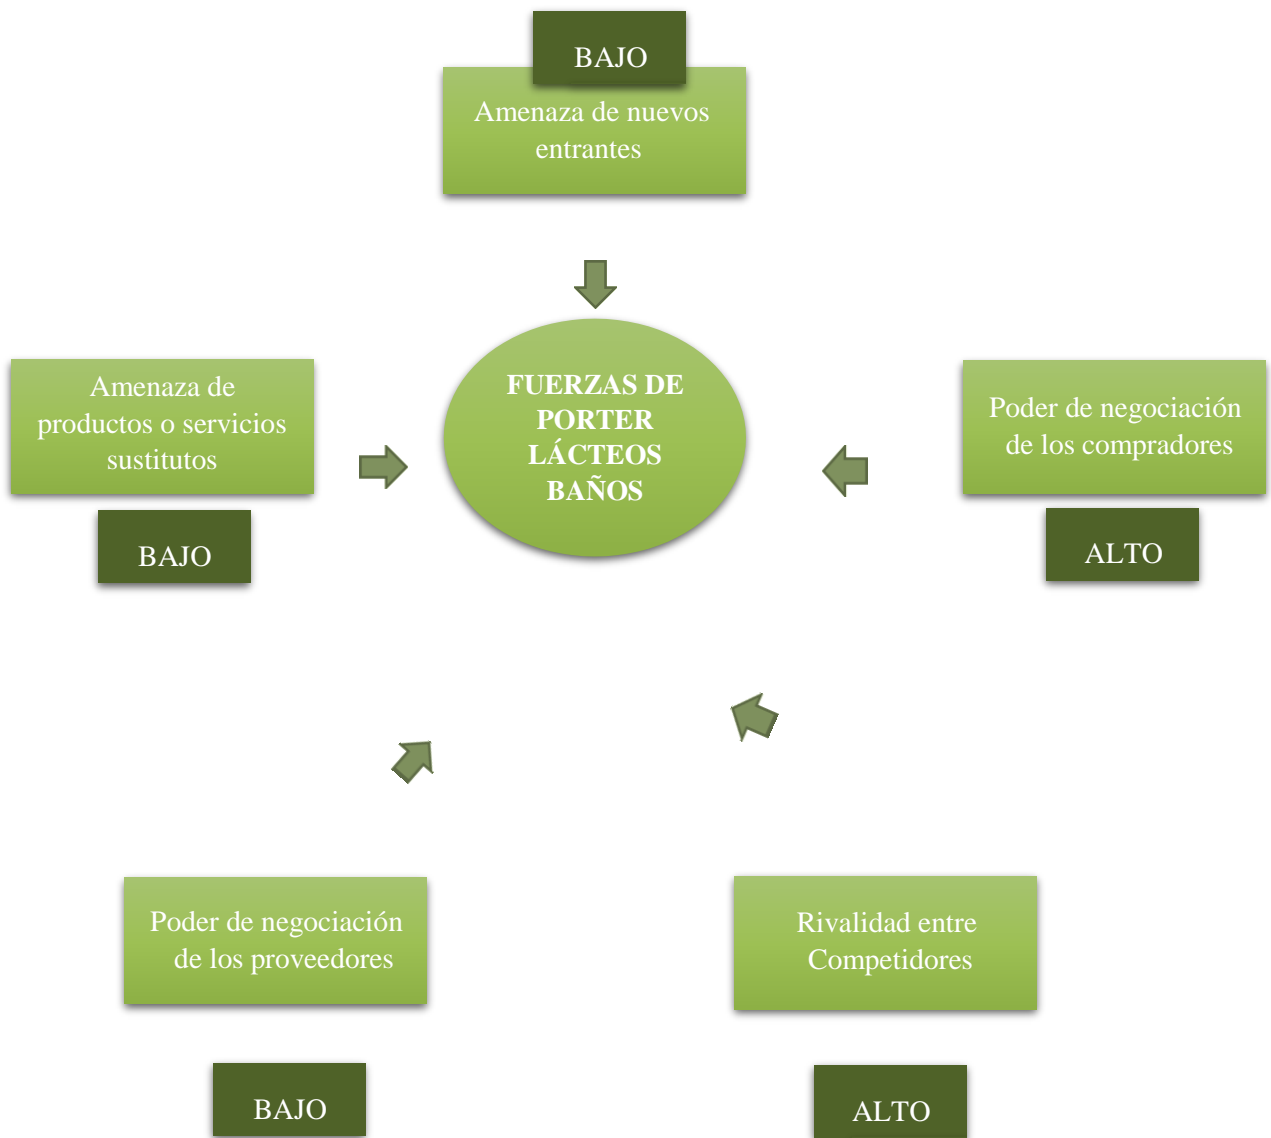 BAJO
Amenaza de nuevos
entrantes
FUERZAS DE
PORTER
LÁCTEOS
BAÑOS
Amenaza de
productos o servicios
sustitutos
BAJO
Poder de negociación
de los compradores
ALTO
Poder de negociación
de los proveedores
BAJO
Rivalidad entre
Competidores
ALTO